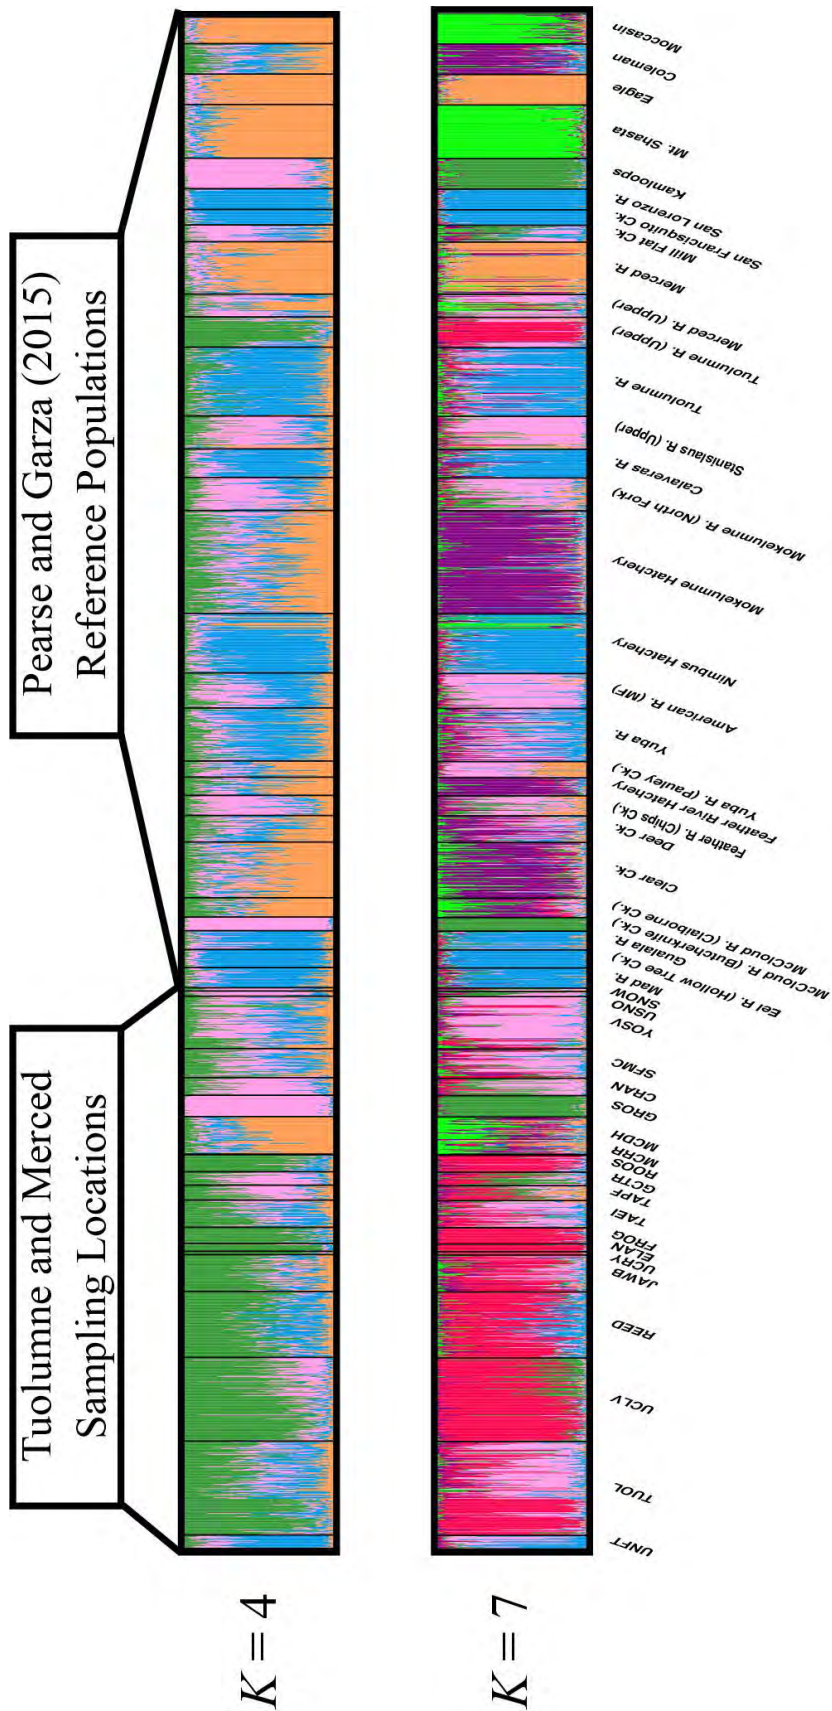 Tuolumne and Merced
Sampling Locations
Pearse and Garza (2015)
Reference Populations
K = 4
K = 7
UNFT
TUOL
UCLV
REED
JAWB
UCRY
ELAN
FROG
TAEI
TAPF
GCTR
ROOS
MCRR
MCDH
GROS
CRAN
SFMC
YOSV
USNO
SNOW
Mad R.
Eel R. (Hollow Tree Ck.)
Gualala R.
McCloud R. (Butcherknife Ck.)
McCloud R. (Claiborne Ck.)
Clear Ck.
Deer Ck.
Feather R. (Chips Ck.)
Feather River Hatchery
Yuba R. (Pauley Ck.)
Yuba R.
American R. (MF)
Nimbus Hatchery
Mokelumne Hatchery
Mokelumne R. (North Fork)
Calaveras R.
Stanislaus R. (Upper)
Tuolumne R.
Tuolumne R. (Upper)
Merced R. (Upper)
Merced R.
Mill Flat Ck.
San Francisquito Ck.
San Lorenzo R.
Kamloops
Mt. Shasta
Eagle
Coleman
Moccasin